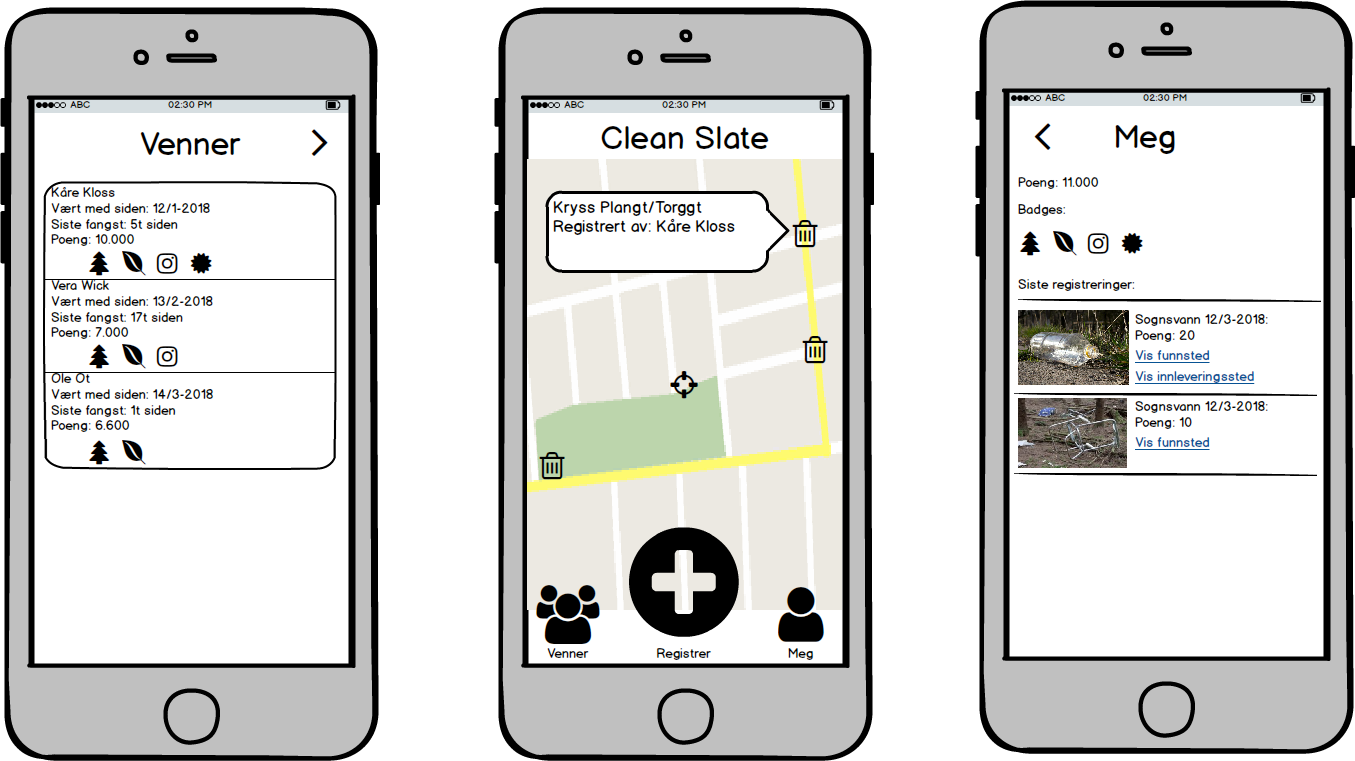 ABC 02:30 PM
Venner
Kåre Kloss
Vært med siden: 12/1-2018
Siste fangst: 5t siden
Poeng: 10.000
Vera Wick
Vært med siden: 13/2-2018
Siste fangst: 17t siden
Poeng: 7.000
Ole Ot
Vært med siden: 14/3-2018
Siste fangst: 1t siden
Poeng: 6.600
ABC 02:30 PM
Clean Slate
Kryss Plangt/Torggt
Registrert av: Kåre Kloss
Venner Registrer Meg
ABC 02:30 PM
Meg
Poeng: 11.000
Badges:
Siste registreringer:
Sognsvann 12/3-2018:
Poeng: 20
Vis funnsted
Vis innleveringssted
Sognsvann 12/3-2018:
Poeng: 10
Vis funnsted